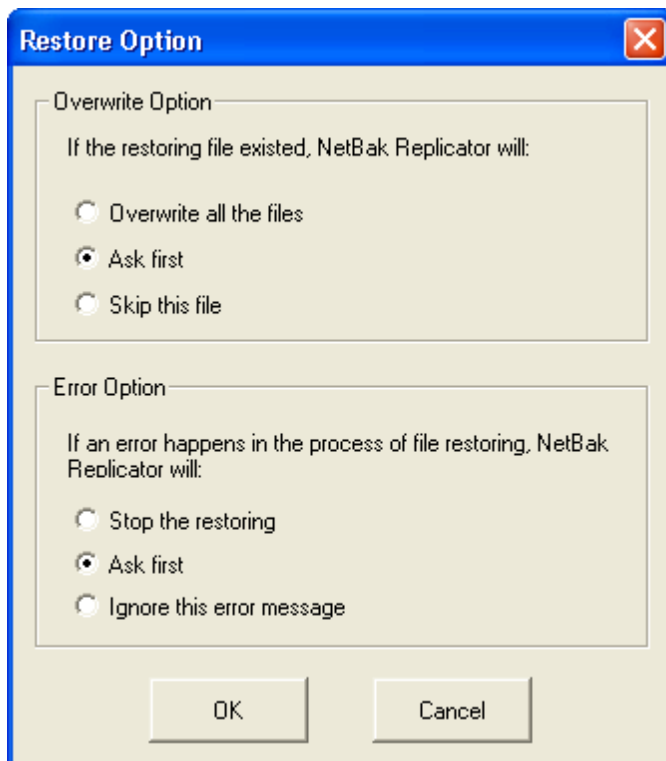 Restore Option
Overwrite Option
If the restoring file existed, NetBak Replicator will:
Overwrite all the files
Ask first
Skip this file
Error Option
If an error happens in the process of file restoring, NetBak
Replicator will:
Stop the restoring
Ask first
Ignore this error message
OK
Cancel